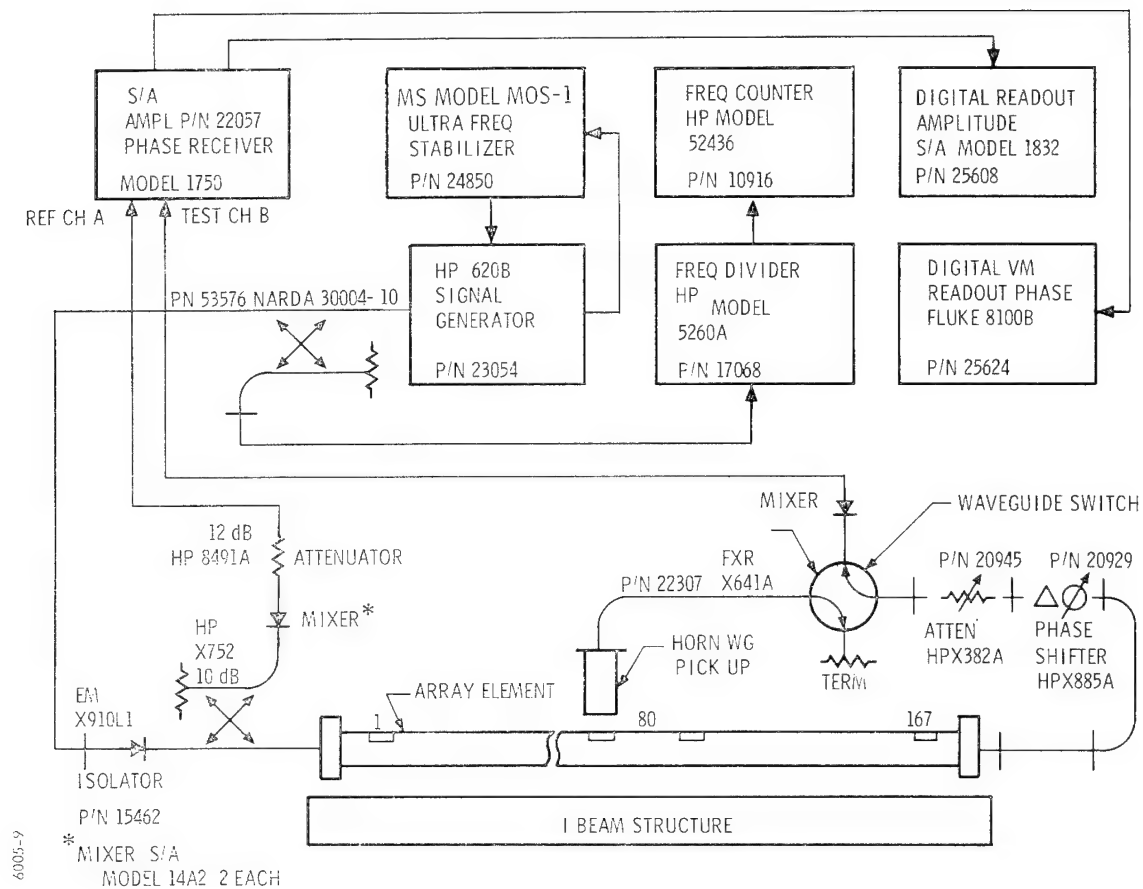 S/A
AMPL P/N 22057
PHASE RECEIVER
MODEL 1750
MS MODEL MOS-1
ULTRA FREQ
STABILIZER
P/N 24850
FREQ COUNTER
HP MODEL
52436
P/N 10916
DIGITAL READOUT
AMPLITUDE
S/A MODEL 1832
P/N 25608
REF CH A
TEST CH B
PN 53576 NARDA 30004-10
HP 620B
SIGNAL
GENERATOR
P/N 23054
FREQ DIVIDER
HP
MODEL
5260A
P/N 17068
DIGITAL VM
READOUT PHASE
FLUKE 8100B
P/N 25624
12 dB
HP 8491A
ATTENUATOR
MIXER*
HP
X752
10 dB
EM
X910L1
ISOLATOR
P/N 15462
MIXER
WAVEGUIDE SWITCH
FXR
X641A
P/N 22307
P/N 20945
P/N 20929
ATTEN
HPX382A
PHASE
SHIFTER
HPX885A
HORN WG
PICK UP
TERM
ARRAY ELEMENT
1
80
167
I BEAM STRUCTURE
*MIXER S/A
MODEL 14A2 2 EACH
6005-9